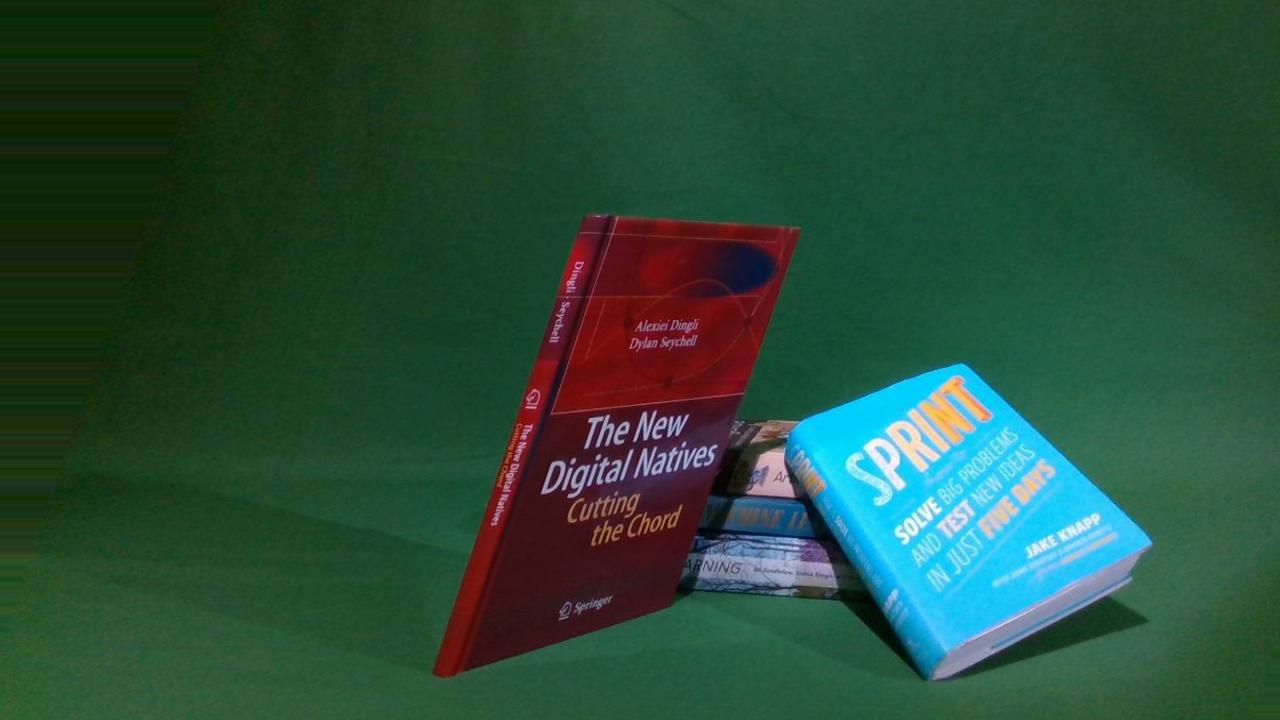 Dingli · Seychell
The New Digital Natives
Cutting the Chord
Alexiei Dingli
Dylan Seychell
The New
Digital Natives
Cutting
the Chord
Springer
ARNING
SPRINT
SPRINT
SOLVE BIG PROBLEMS
AND TEST NEW IDEAS
IN JUST FIVE DAYS
JAKE KNAPP